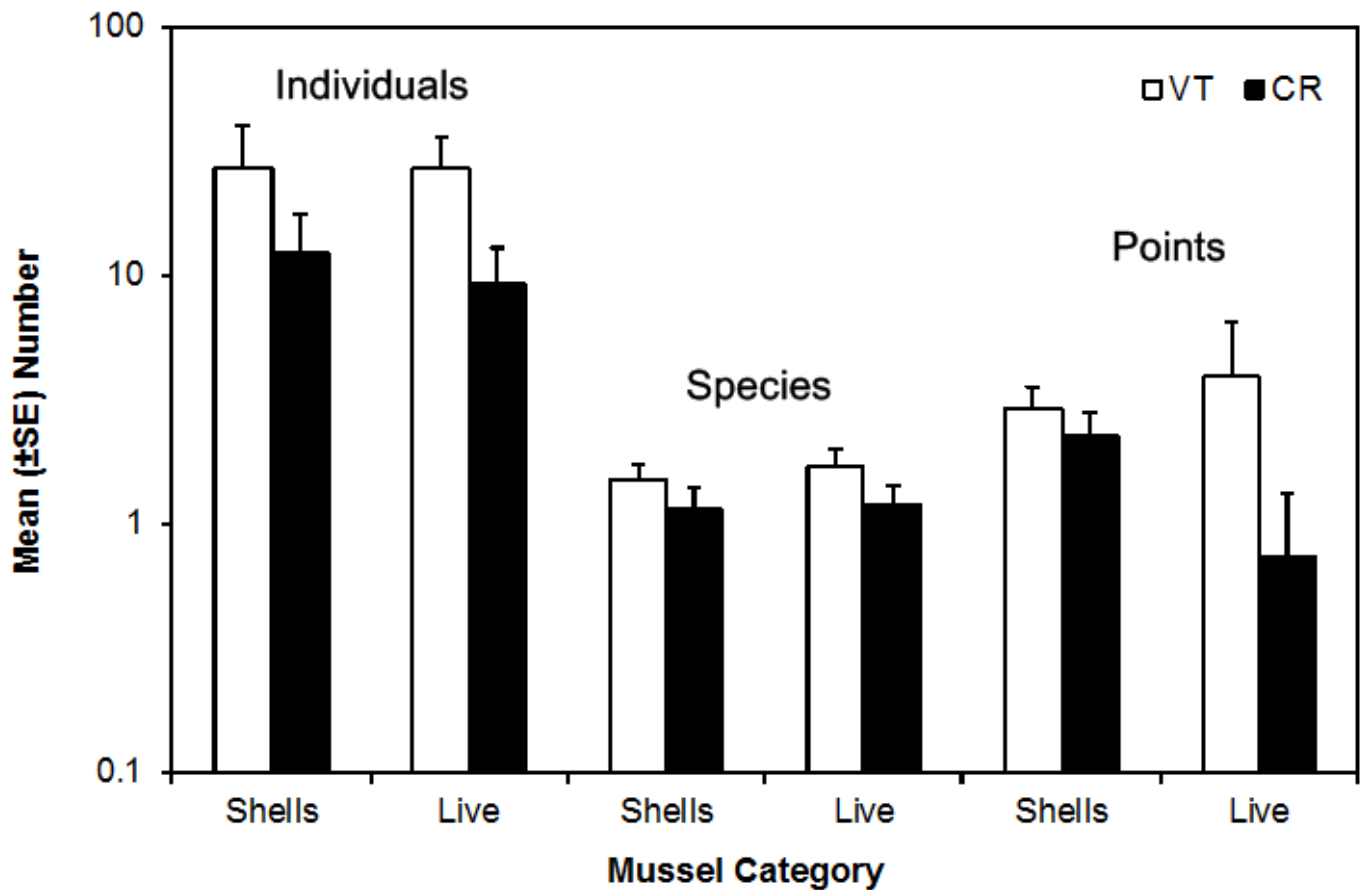 100
Individuals
VT CR
Points
10
Species
1
0.1
Mean (±SE) Number
Shells Live Shells Live Shells Live
Mussel Category